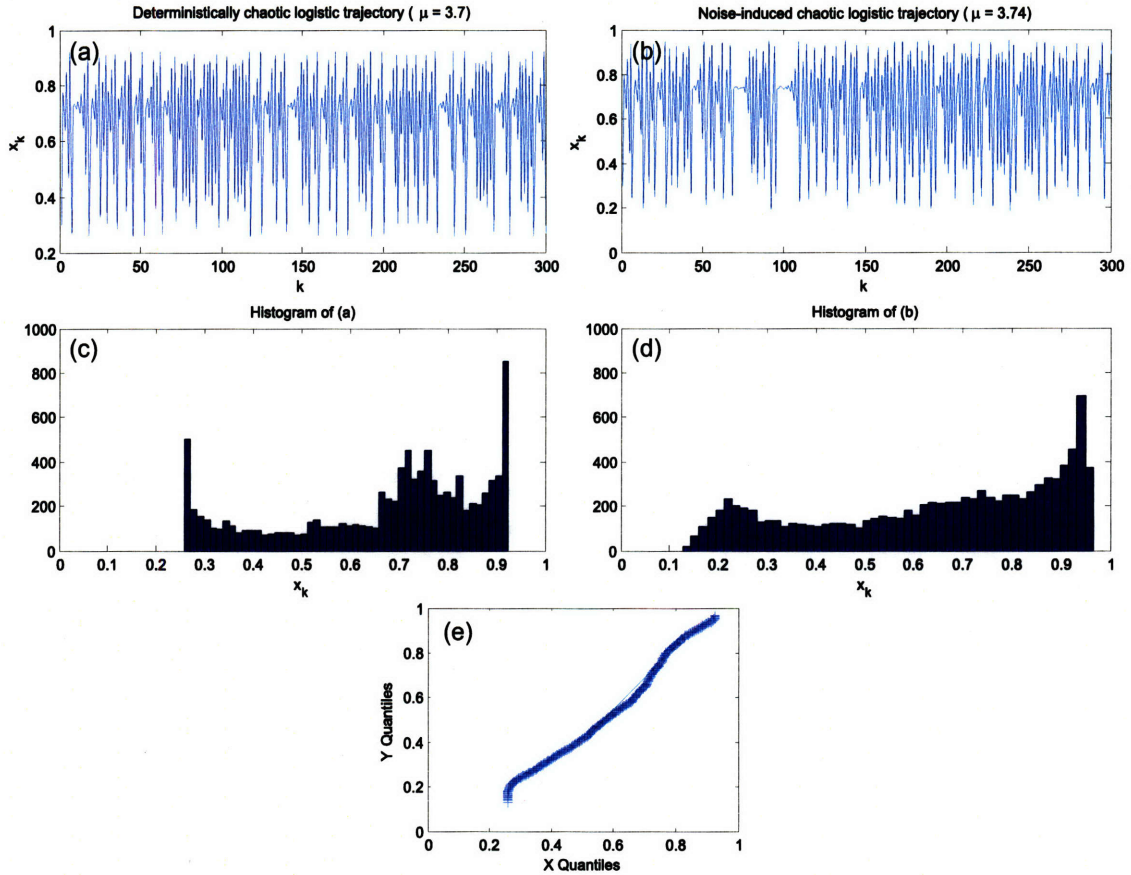 Deterministically chaotic logistic trajectory ( μ = 3.7)
(a)
1
0.8
0.6
0.4
0.2
x_k
0 50 100 150 200 250 300
k
Noise-induced chaotic logistic trajectory ( μ = 3.74)
(b)
1
0.8
0.6
0.4
0.2
0
x_k
0 50 100 150 200 250 300
k
Histogram of (a)
(c)
1000
800
600
400
200
0
0 0.1 0.2 0.3 0.4 0.5 0.6 0.7 0.8 0.9 1
x_k
Histogram of (b)
(d)
1000
800
600
400
200
0
0 0.1 0.2 0.3 0.4 0.5 0.6 0.7 0.8 0.9 1
x_k
(e)
1
0.8
0.6
0.4
0.2
0
Y Quantiles
0 0.2 0.4 0.6 0.8 1
X Quantiles